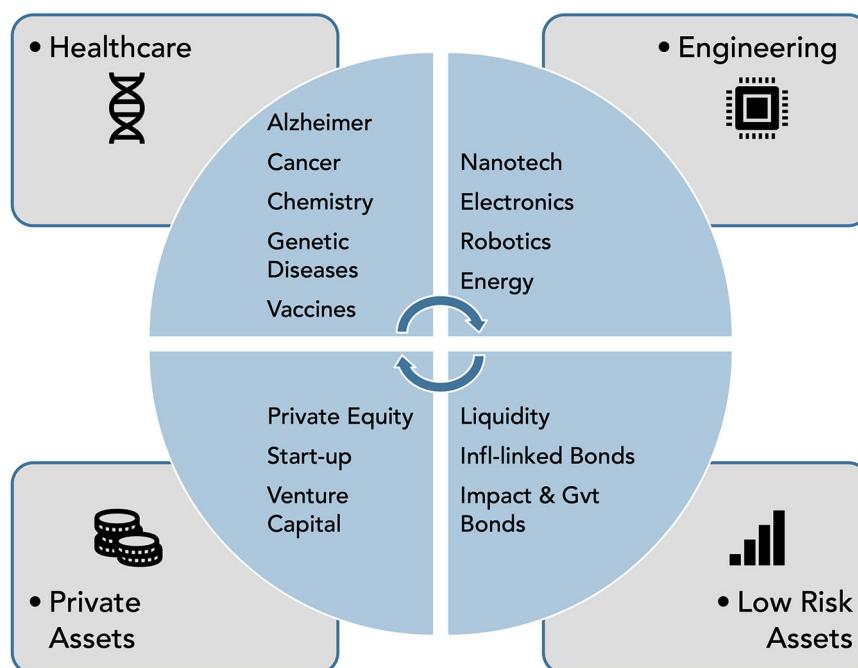 • Healthcare
Alzheimer
Cancer
Chemistry
Genetic
Diseases
Vaccines
• Engineering
Nanotech
Electronics
Robotics
Energy
Private Equity
Start-up
Venture
Capital
• Private
Assets
Liquidity
Infl-linked Bonds
Impact & Gvt
Bonds
• Low Risk
Assets